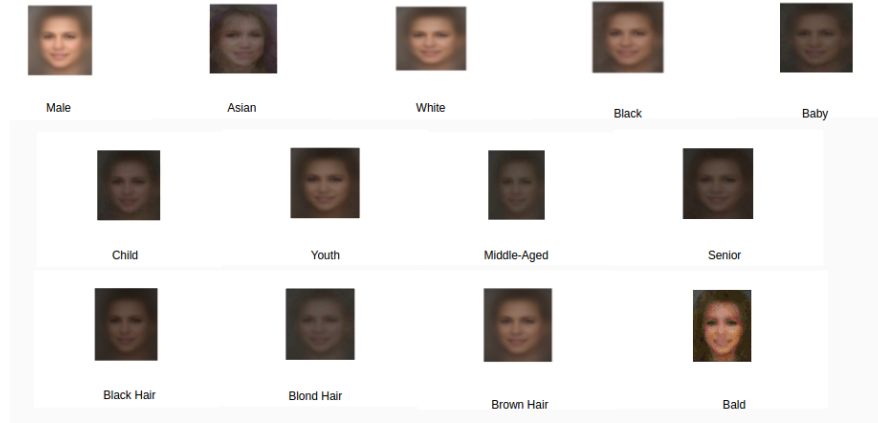 Male
Asian
White
Black
Baby
Child
Youth
Middle-Aged
Senior
Black Hair
Blond Hair
Brown Hair
Bald